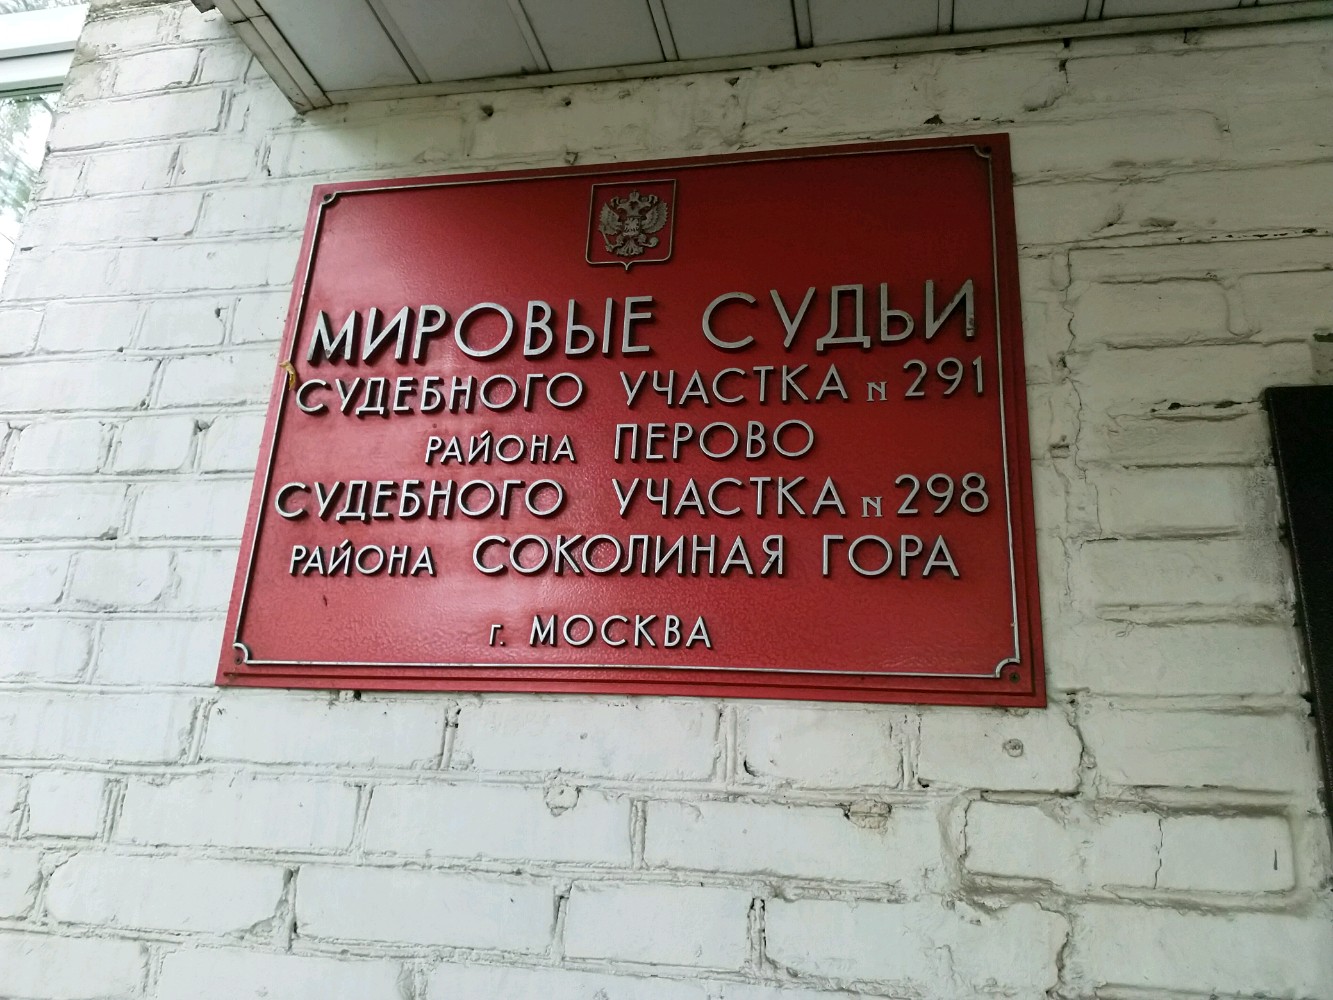 МИРОВЫЕ СУДЬИ
СУДЕБНОГО УЧАСТКА N 291
РАЙОНА ПЕРОВО
СУДЕБНОГО УЧАСТКА N 298
РАЙОНА СОКОЛИНАЯ ГОРА
г. МОСКВА